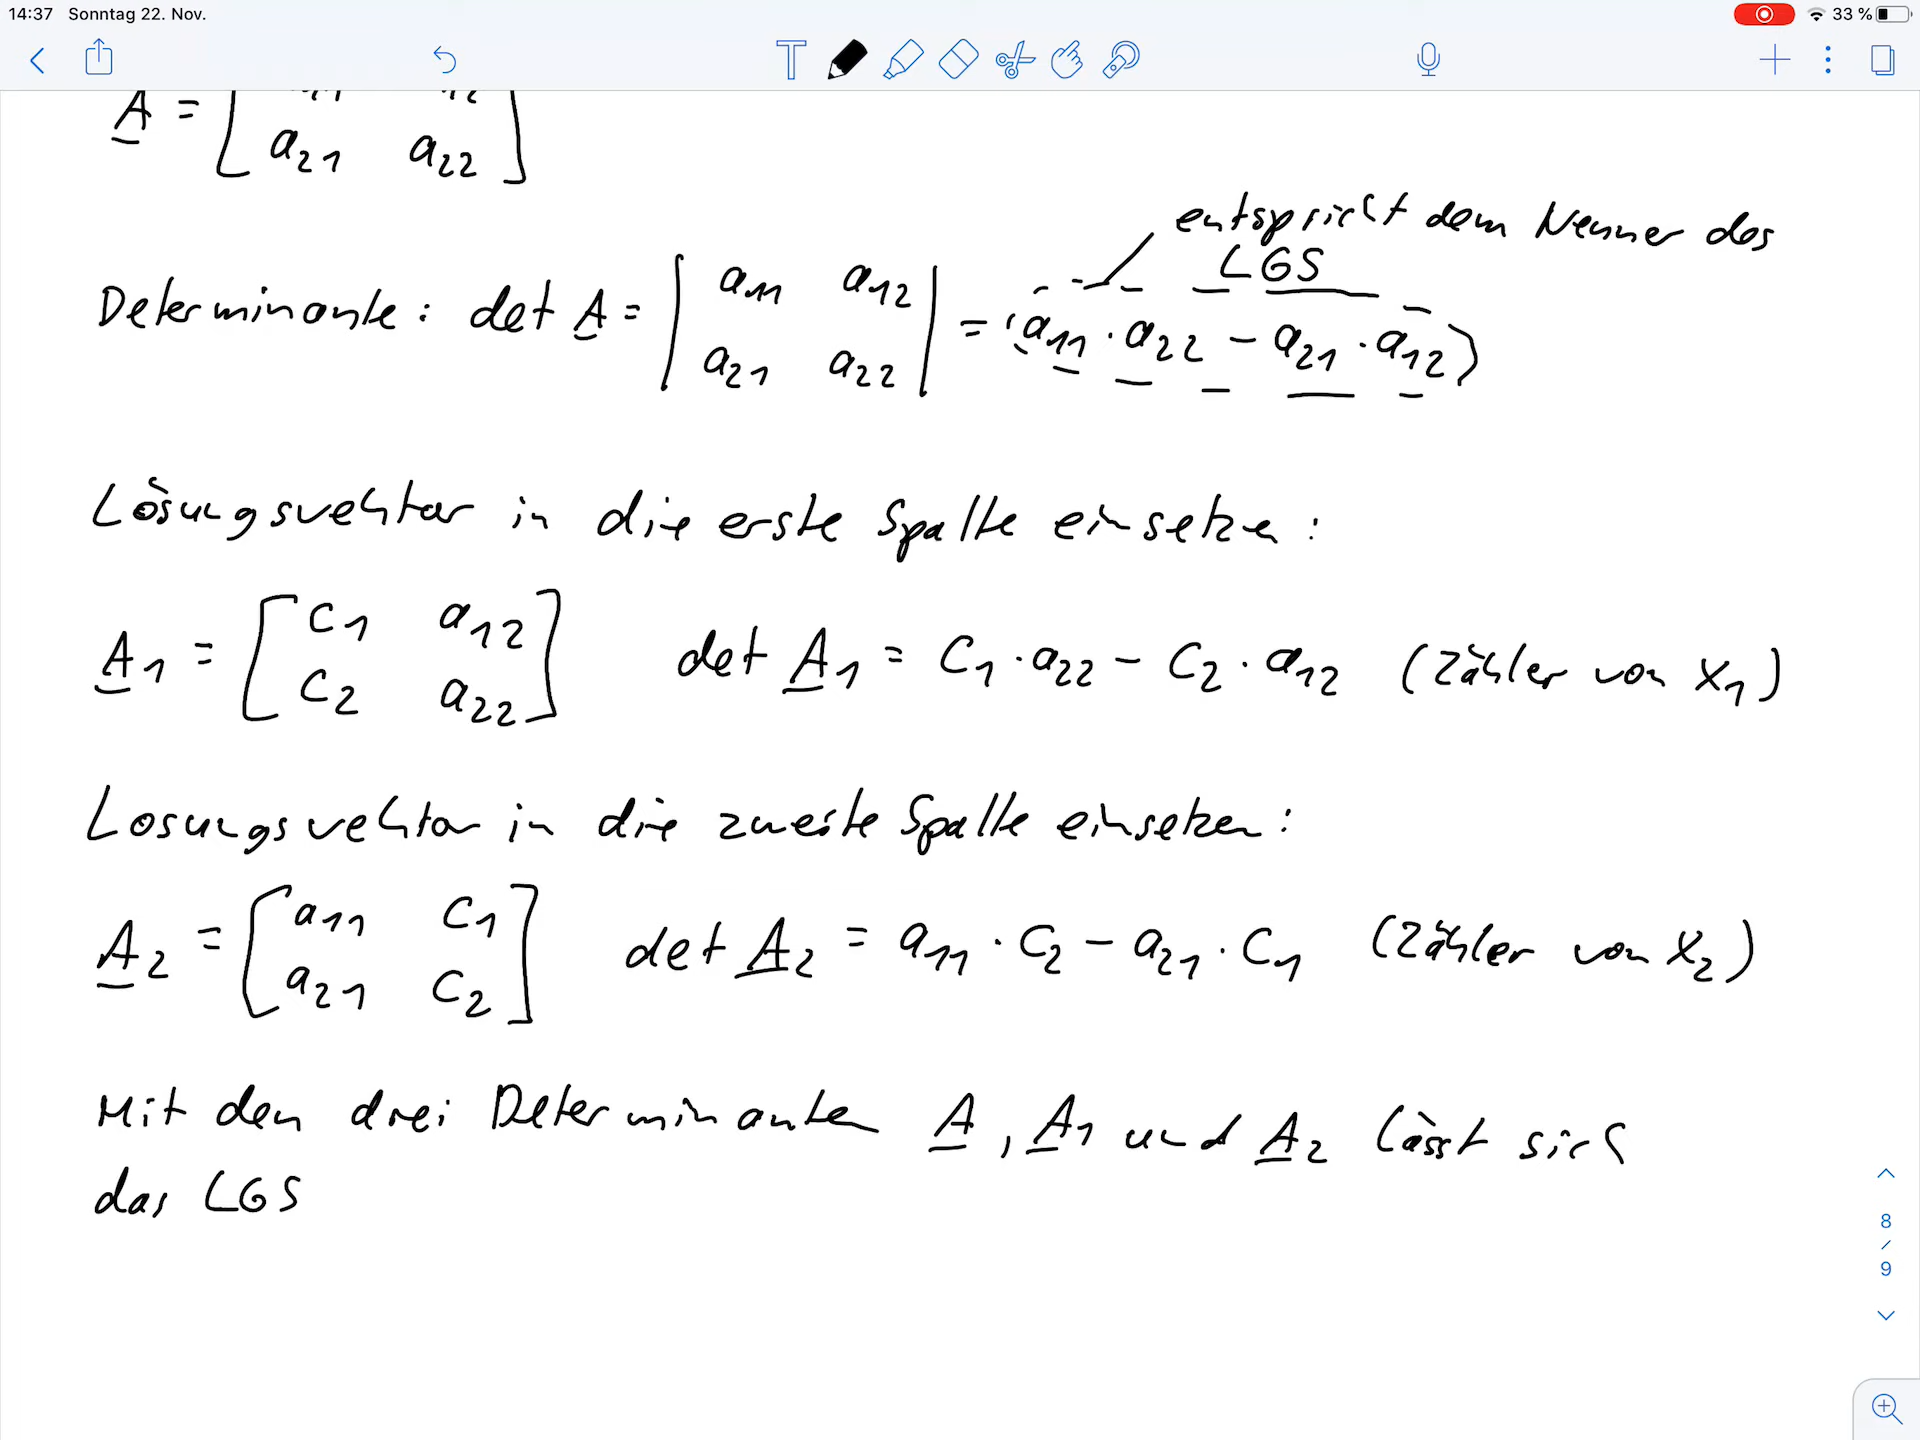 14:37 Sonntag 22. Nov. 33 %
A = [ a11 a12 ]
[ a21 a22 ]
entspricht dem Nenner des
LGS
Determinante: det A = | a11 a12 | = (a11 · a22 − a21 · a12)
| a21 a22 |
Lösungsvektor in die erste Spalte einsetzen:
A1 = [ c1 a12 ] det A1 = c1 · a22 − c2 · a12 (Zähler von x1)
[ c2 a22 ]
Losungsvektor in die zweite Spalte einsetzen:
A2 = [ a11 c1 ] det A2 = a11 · c2 − a21 · c1 (Zähler von x2)
[ a21 c2 ]
Mit den drei Determinanten A, A1 und A2 lässt sich
das LGS
8
/
9